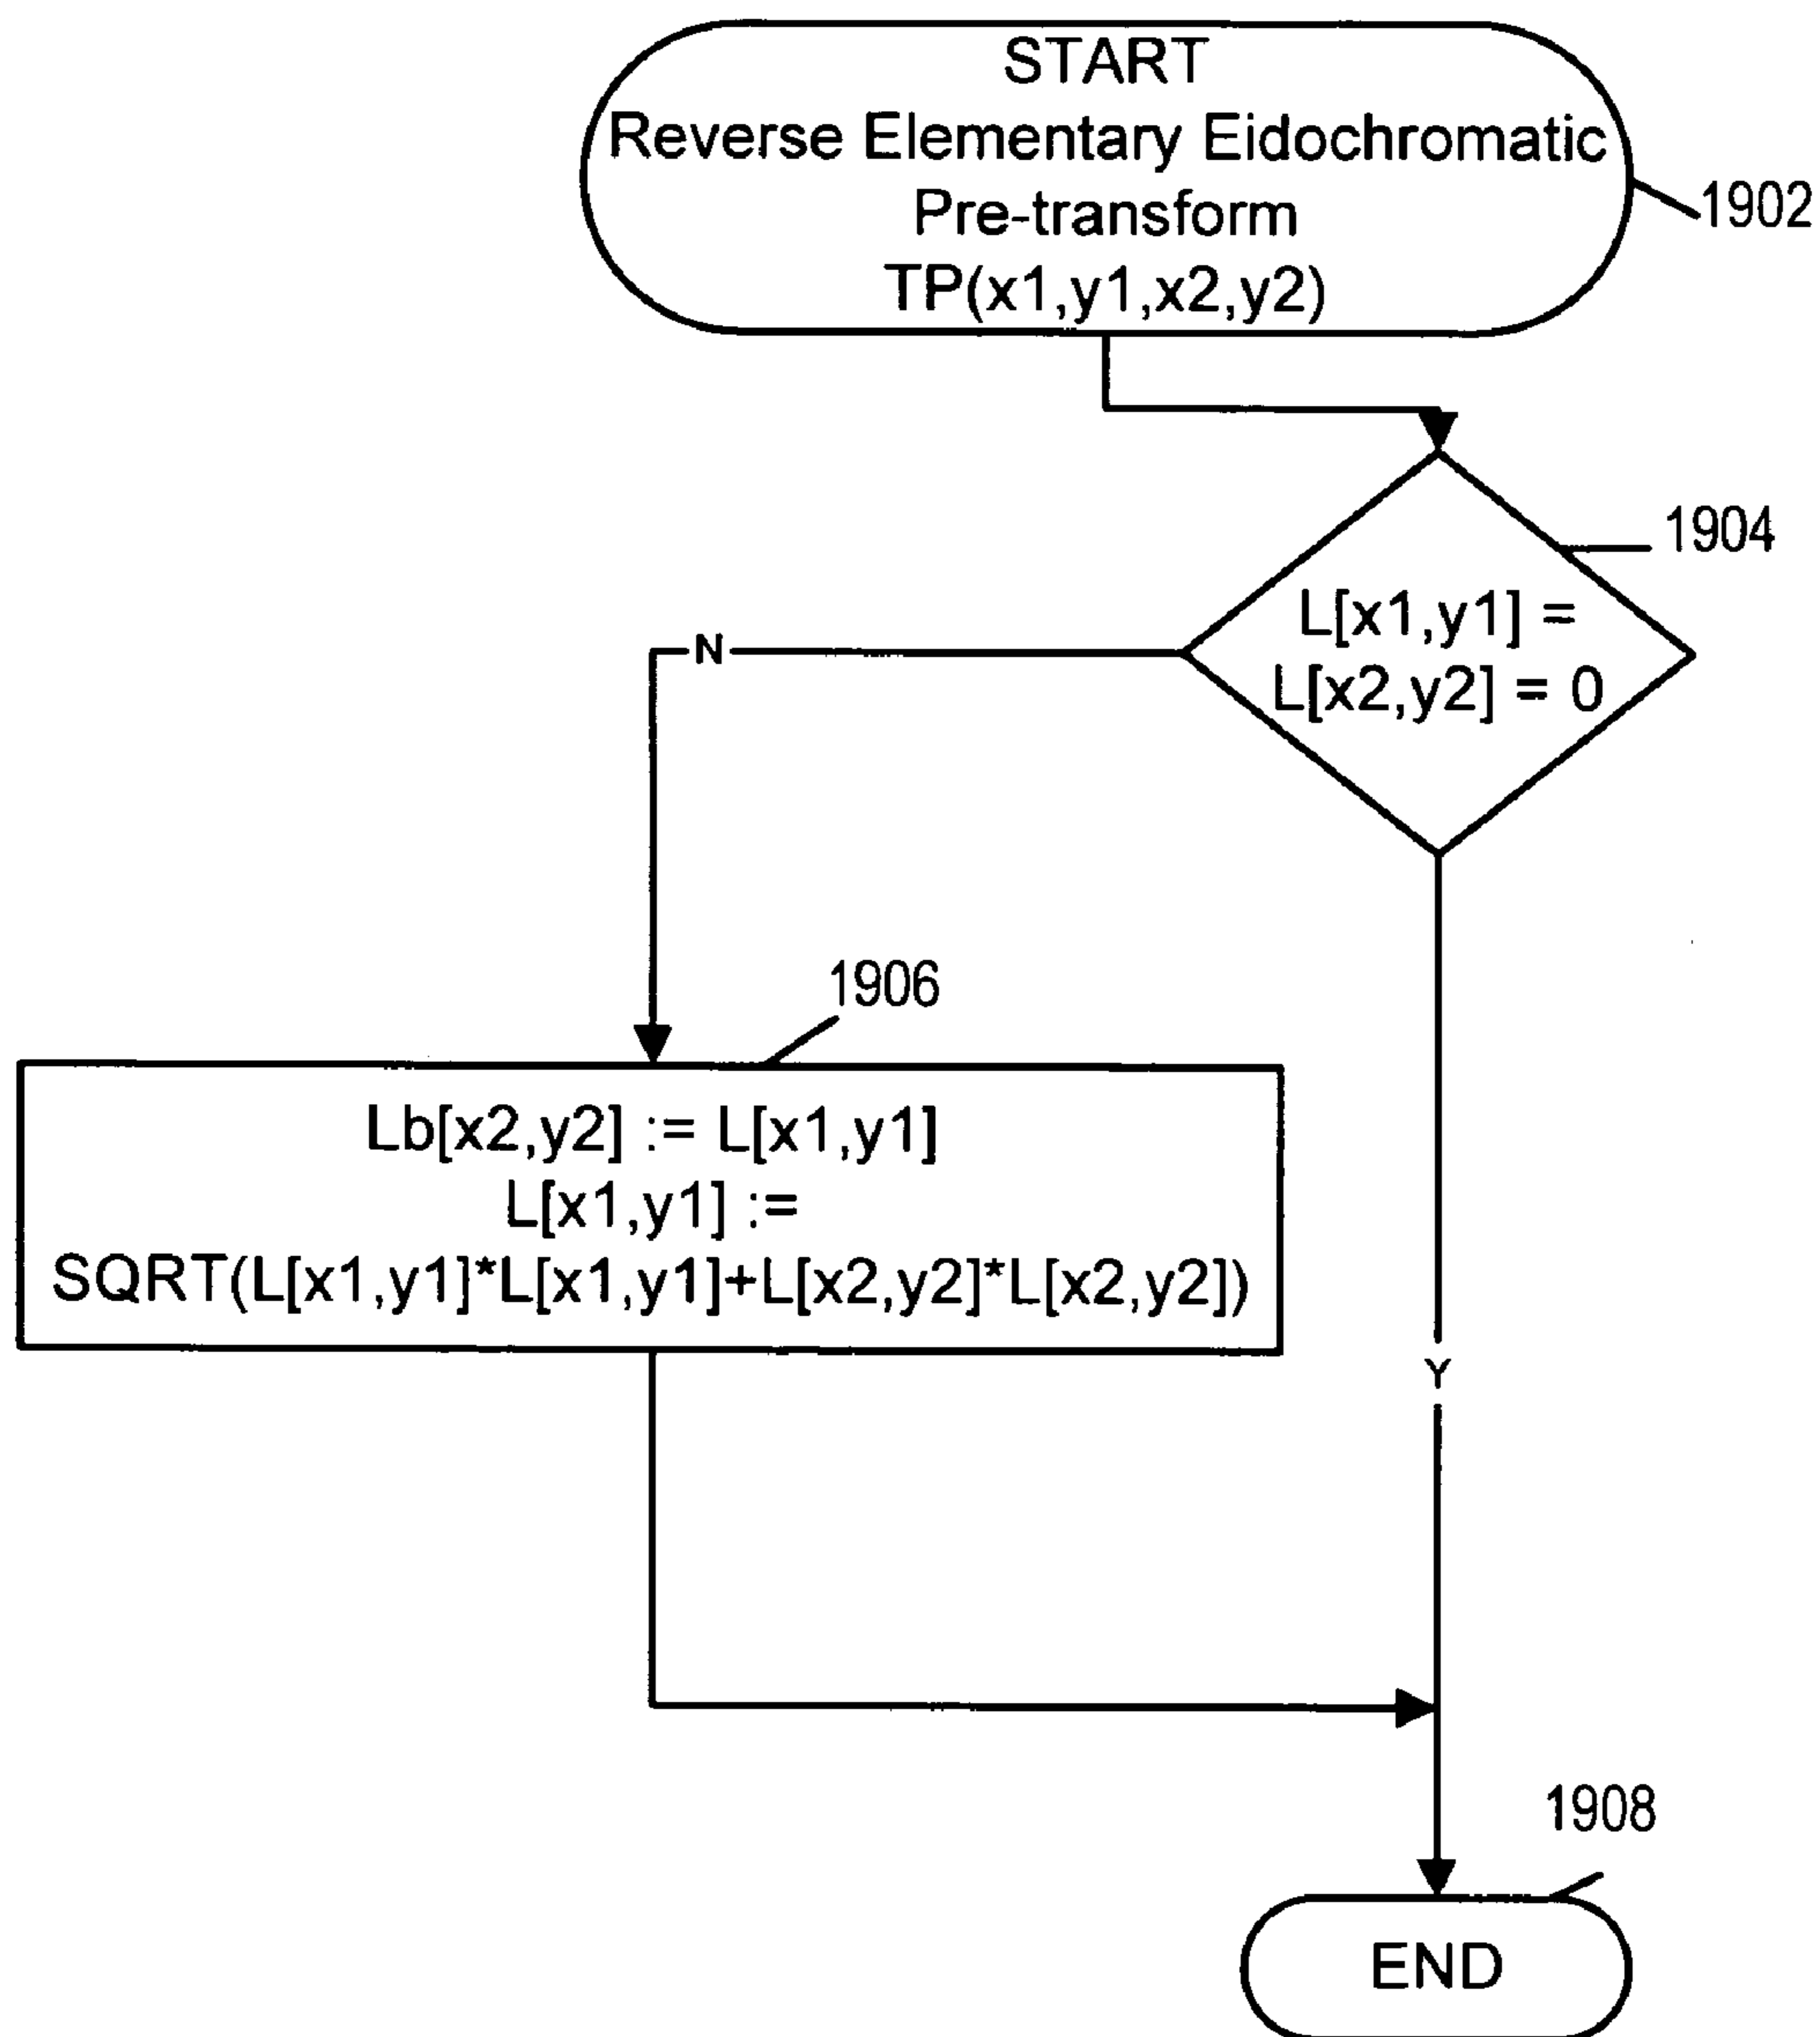 START
Reverse Elementary Eidochromatic
Pre-transform
TP(x1,y1,x2,y2)
1902
1904
L[x1,y1] =
L[x2,y2] = 0
N
1906
Lb[x2,y2] := L[x1,y1]
L[x1,y1] :=
SQRT(L[x1,y1]*L[x1,y1]+L[x2,y2]*L[x2,y2])
Y
1908
END